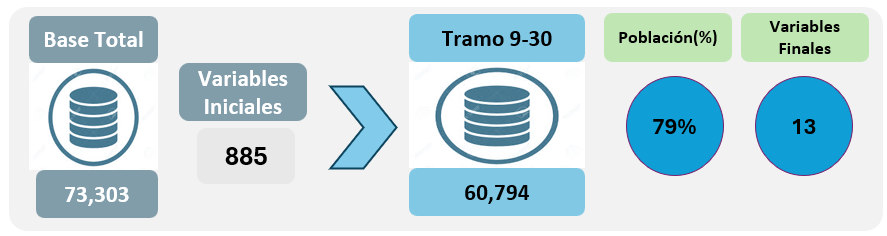 Base Total
73,303
Variables
Iniciales
885
Tramo 9-30
60,794
Población(%)
79%
Variables
Finales
13